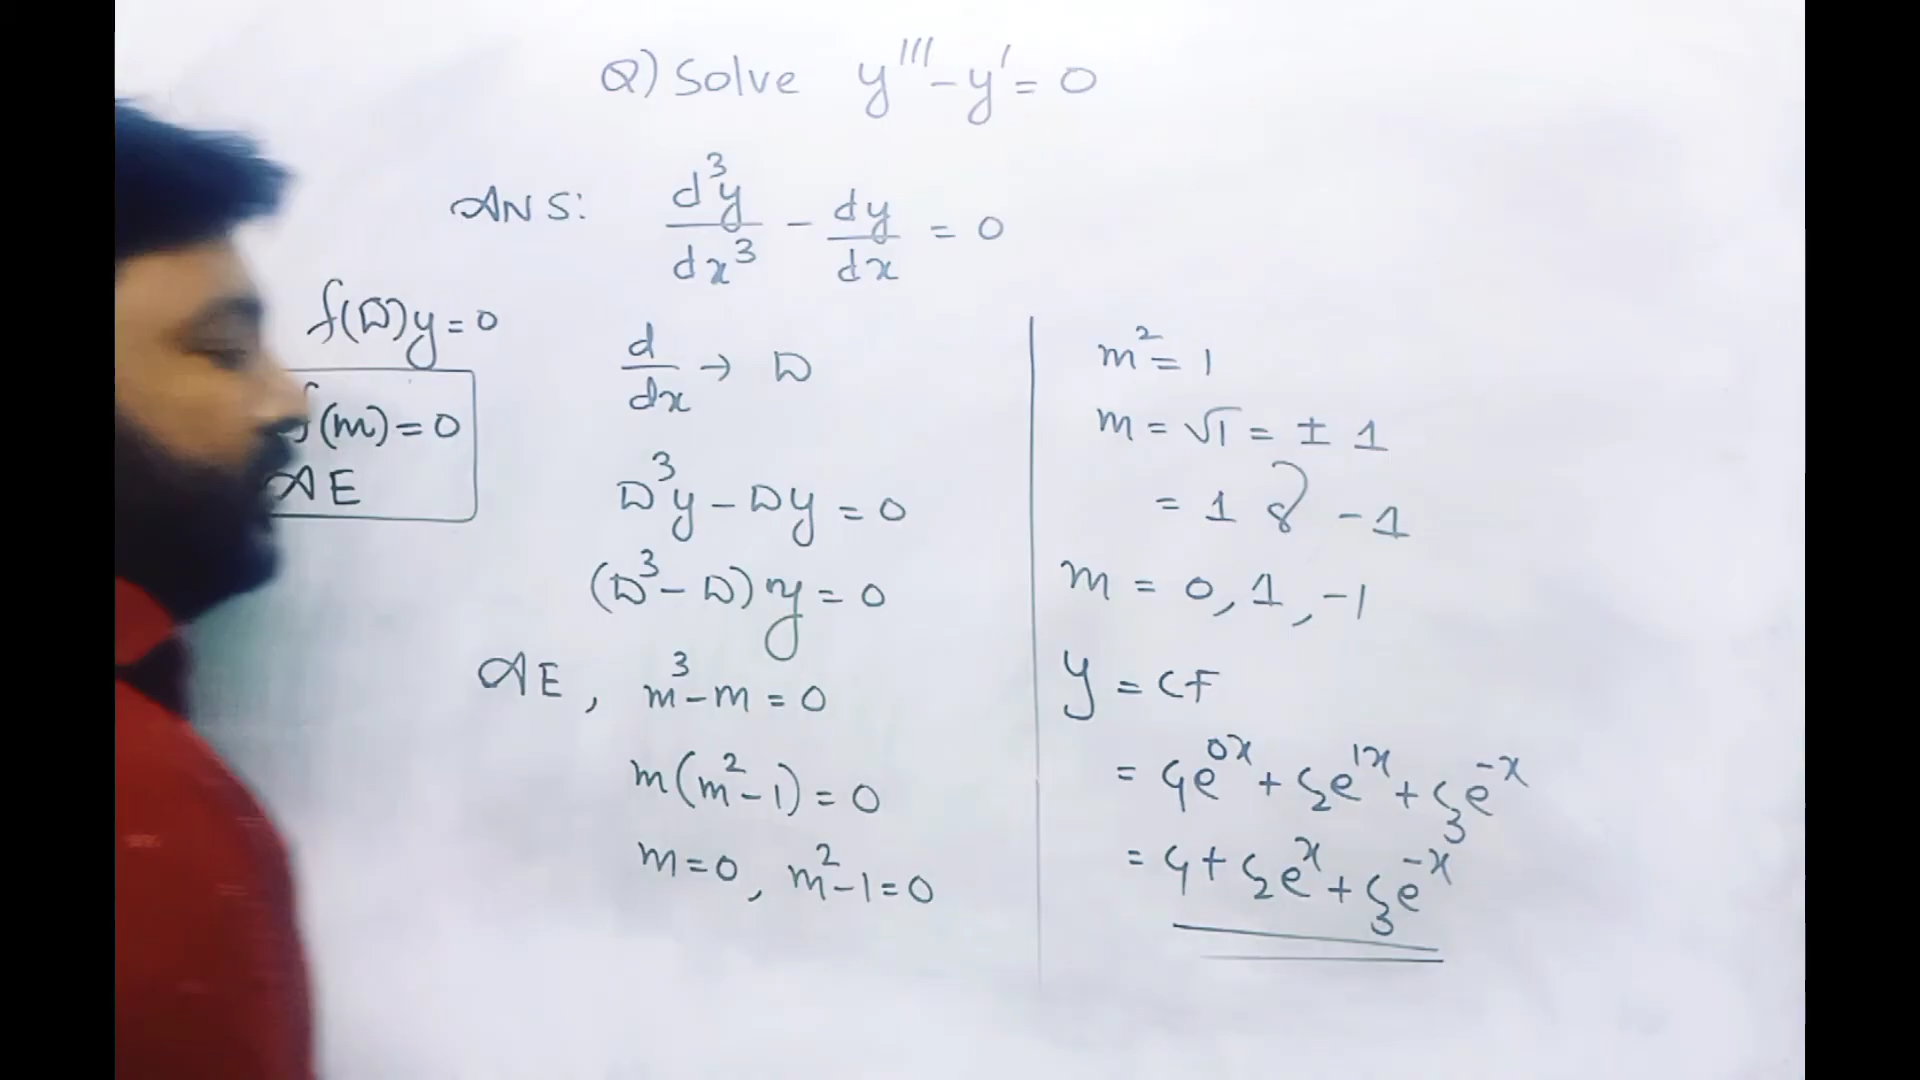 Q) Solve y''' - y' = 0
ANS: d³y/dx³ - dy/dx = 0
f(D)y = 0
f(m) = 0
AE
d/dx → D
D³y - Dy = 0
(D³ - D)y = 0
AE, m³ - m = 0
m(m² - 1) = 0
m = 0, m² - 1 = 0
m² = 1
m = √1 = ± 1
= 1 or -1
m = 0, 1, -1
y = CF
= C₁e^0x + C₂e^1x + C₃e^-x
= C₁ + C₂e^x + C₃e^-x